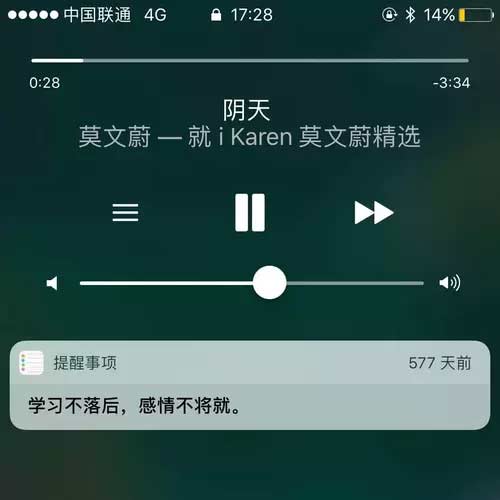 中国联通 4G 17:28 14%
0:28 -3:34
阴天
莫文蔚 — 就 i Karen 莫文蔚精选
提醒事项 577 天前
学习不落后，感情不将就。